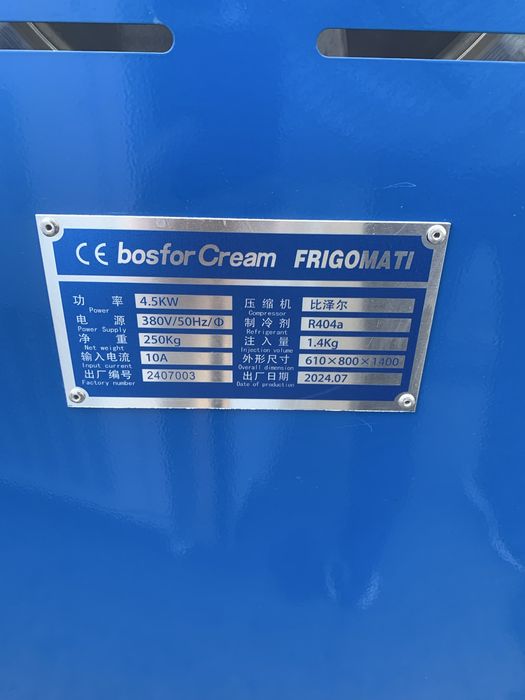 CE bosfor Cream FRIGOMATI
功率 4.5KW 压缩机 比泽尔
Power Compressor
电源 380V/50Hz/Φ 制冷剂 R404a
Power Supply Refrigerant
净重 250Kg 注入量 1.4Kg
Net weight Injection volume
输入电流 10A 外形尺寸 610×800×1400
Input current Overall dimension
出厂编号 2407003 出厂日期 2024.07
Factory number Date of production